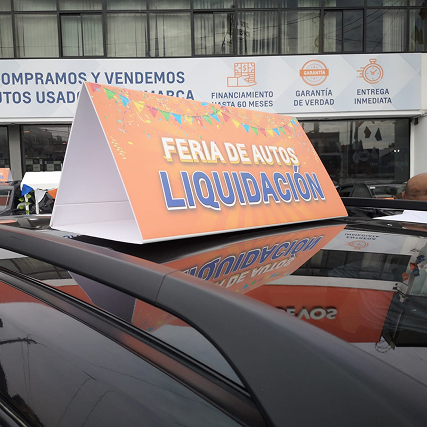 COMPRAMOS Y VENDEMOS
AUTOS USADOS MARCA
FINANCIAMIENTO
HASTA 60 MESES
GARANTÍA
GARANTÍA
DE VERDAD
ENTREGA
INMEDIATA
FERIA DE AUTOS
LIQUIDACIÓN